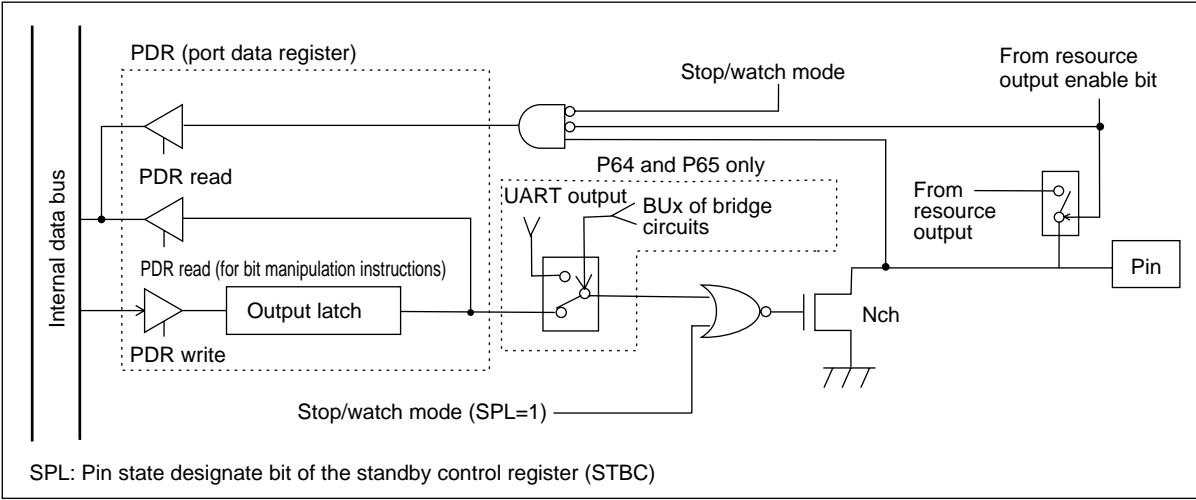 PDR (port data register)
Stop/watch mode
From resource
output enable bit
PDR read
P64 and P65 only
UART output
BUx of bridge
circuits
From
resource
output
Internal data bus
PDR read (for bit manipulation instructions)
Pin
Output latch
Nch
PDR write
Stop/watch mode (SPL=1)
SPL: Pin state designate bit of the standby control register (STBC)